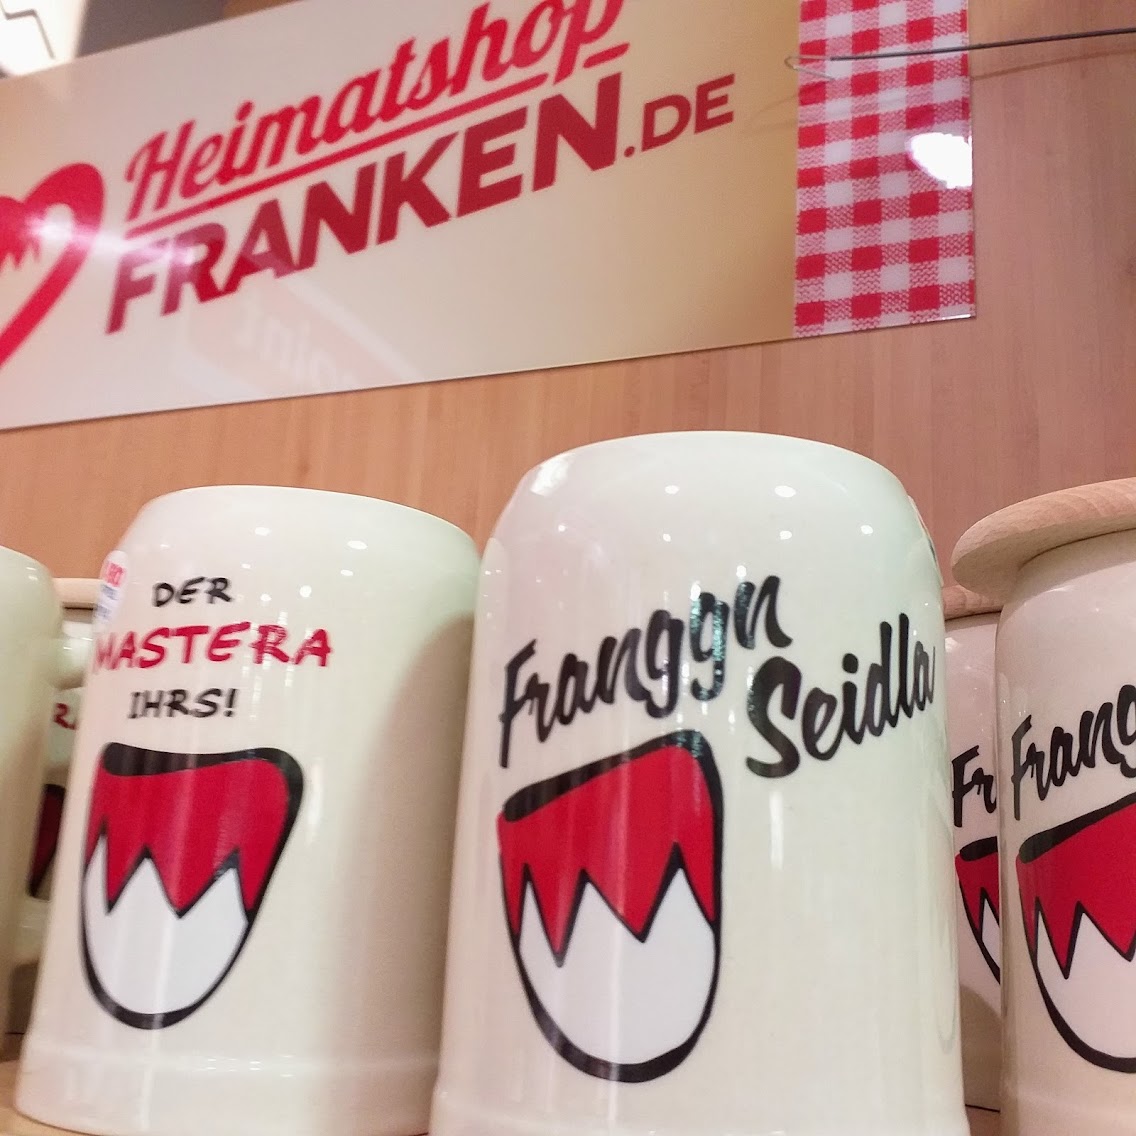 Heimatshop
FRANKEN.DE
DER
MASTERA
IHRS!
Franggn
Seidla